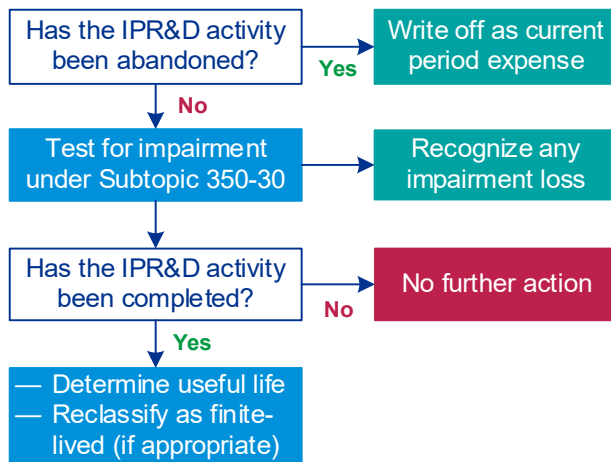 Has the IPR&D activity
been abandoned?
Yes
Write off as current
period expense
No
Test for impairment
under Subtopic 350-30
Recognize any
impairment loss
Has the IPR&D activity
been completed?
No
No further action
Yes
— Determine useful life
— Reclassify as finite-
lived (if appropriate)